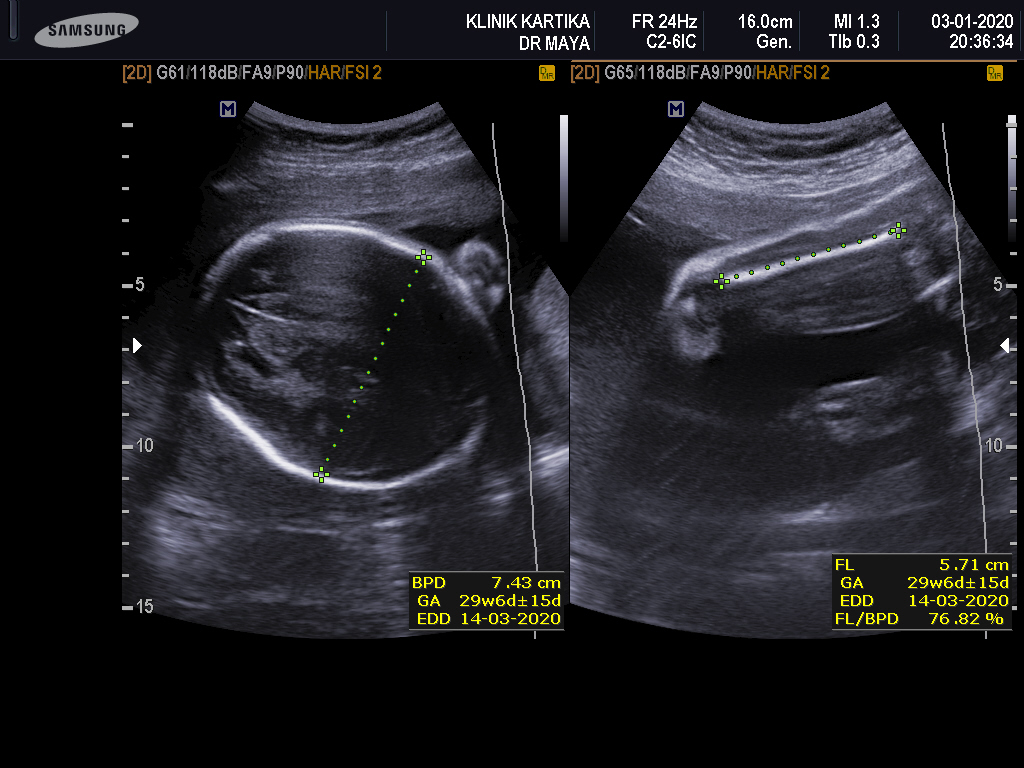 SAMSUNG
KLINIK KARTIKA
DR MAYA
FR 24Hz
C2-6IC
16.0cm
Gen.
MI 1.3
TIb 0.3
03-01-2020
20:36:34
[2D] G61/118dB/FA9/P90/HAR/FSI 2
[2D] G65/118dB/FA9/P90/HAR/FSI 2
M
M
5
10
15
5
10
BPD 7.43 cm
GA 29w6d±15d
EDD 14-03-2020
FL 5.71 cm
GA 29w6d±15d
EDD 14-03-2020
FL/BPD 76.82 %